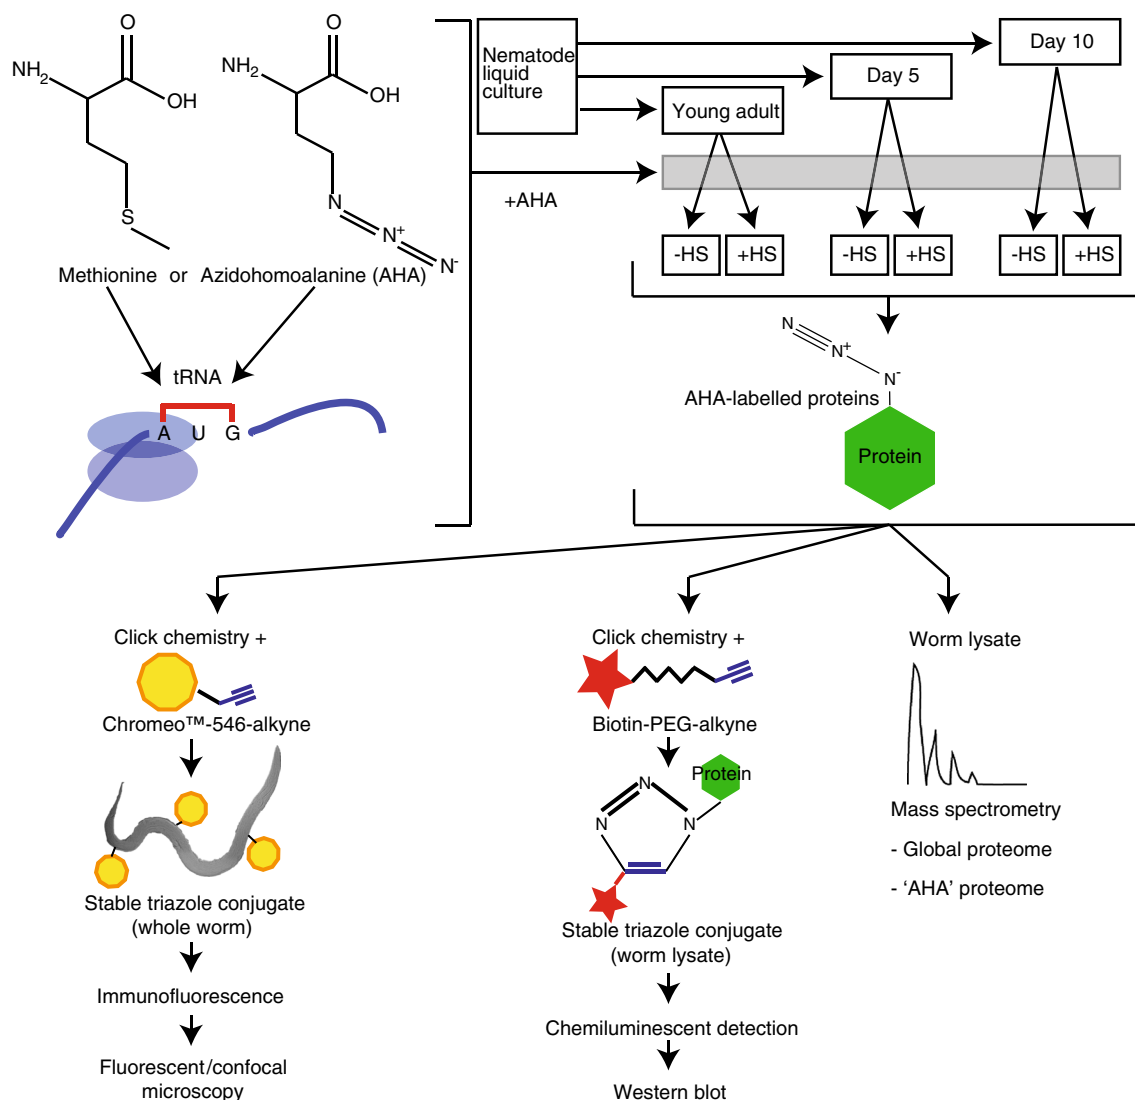 O
NH2
OH
S
O
NH2
OH
N
N+
N-
Methionine or Azidohomoalanine (AHA)
tRNA
A U G
Nematode
liquid
culture
Day 10
Day 5
Young adult
+AHA
-HS
+HS
-HS
+HS
-HS
+HS
N
N+
N-
AHA-labelled proteins
Protein
Click chemistry +
Chromeo™-546-alkyne
Stable triazole conjugate
(whole worm)
Immunofluorescence
Fluorescent/confocal
microscopy
Click chemistry +
Biotin-PEG-alkyne
N
Protein
N
N
Stable triazole conjugate
(worm lysate)
Chemiluminescent detection
Western blot
Worm lysate
Mass spectrometry
- Global proteome
- ‘AHA’ proteome